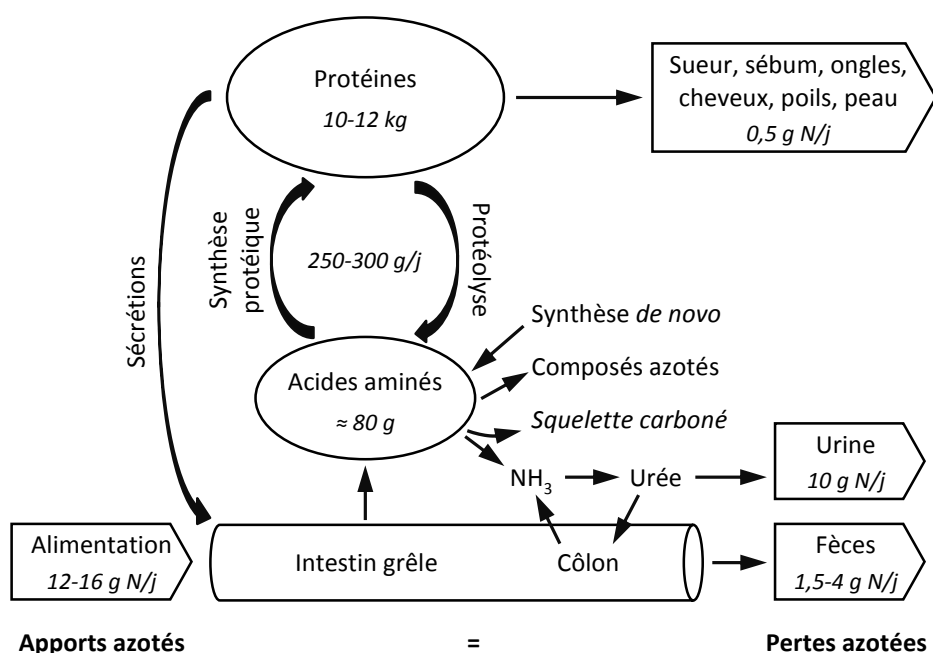 Protéines
10-12 kg
Sueur, sébum, ongles,
cheveux, poils, peau
0,5 g N/j
Sécrétions
Synthèse
protéique
250-300 g/j
Protéolyse
Synthèse de novo
Acides aminés
≈ 80 g
Composés azotés
Squelette carboné
NH3
Urée
Urine
10 g N/j
Alimentation
12-16 g N/j
Intestin grêle
Côlon
Fèces
1,5-4 g N/j
Apports azotés
=
Pertes azotées